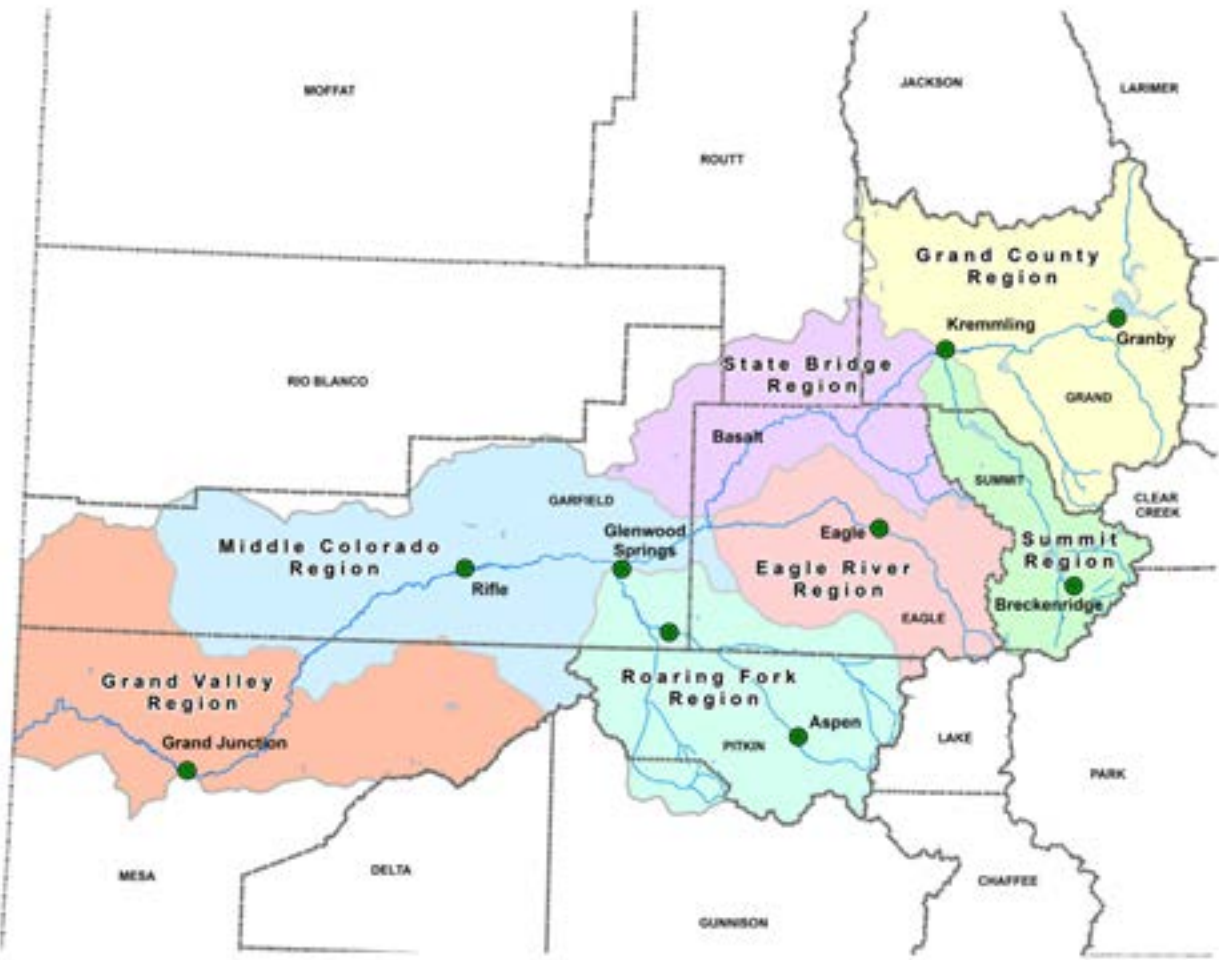 MOFFAT
JACKSON
LARIMER
ROUTT
Grand County
Region
Kremmling
Granby
State Bridge
Region
RIO BLANCO
GRAND
Basalt
SUMMIT
GARFIELD
CLEAR
CREEK
Glenwood
Springs
Eagle
Middle Colorado
Region
Summit
Region
Rifle
Eagle River
Region
Breckenridge
EAGLE
Roaring Fork
Region
Grand Valley
Region
Aspen
Grand Junction
PITKIN
LAKE
PARK
MESA
DELTA
CHAFFEE
GUNNISON